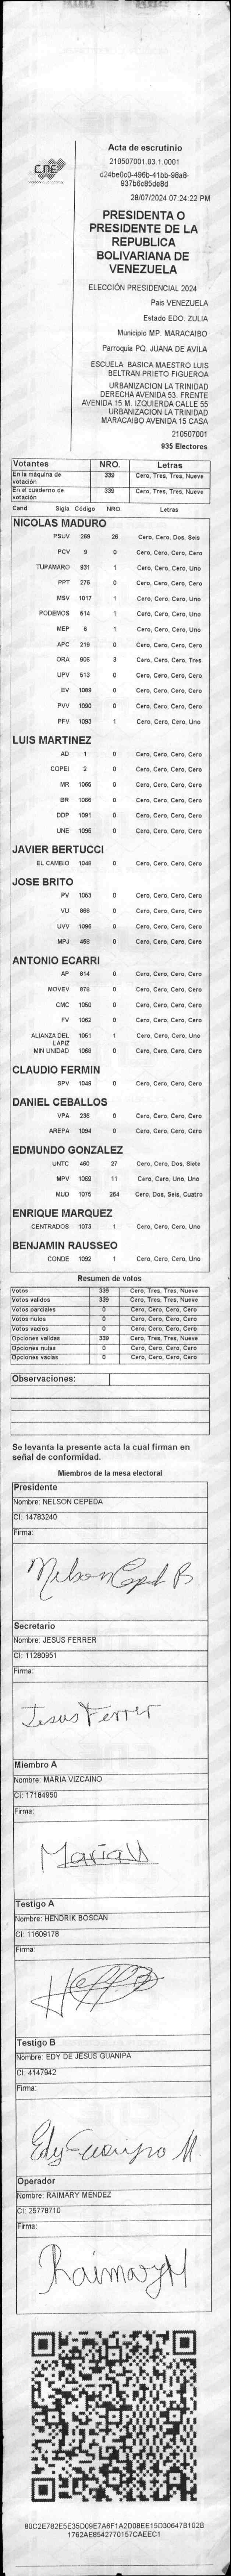 CNE
Acta de escrutinio
210507001.03.1.0001
d24be0c0-496b-41bb-98a8-
937b6c85de8d
28/07/2024 07:24:22 PM
PRESIDENTA O
PRESIDENTE DE LA
REPUBLICA
BOLIVARIANA DE
VENEZUELA
ELECCIÓN PRESIDENCIAL 2024
Pais VENEZUELA
Estado EDO. ZULIA
Municipio MP. MARACAIBO
Parroquia PQ. JUANA DE AVILA
ESCUELA BASICA MAESTRO LUIS
BELTRAN PRIETO FIGUEROA
URBANIZACION LA TRINIDAD
DERECHA AVENIDA 53. FRENTE
AVENIDA 15 M. IZQUIERDA CALLE 55
URBANIZACION LA TRINIDAD
MARACAIBO AVENIDA 15 CASA
210507001
935 Electores
Votantes NRO. Letras
En la máquina de votación 339 Cero, Tres, Tres, Nueve
En el cuaderno de votación 339 Cero, Tres, Tres, Nueve
Cand. Sigla Código NRO. Letras
NICOLAS MADURO
PSUV 269 26 Cero, Cero, Dos, Seis
PCV 9 0 Cero, Cero, Cero, Cero
TUPAMARO 931 1 Cero, Cero, Cero, Uno
PPT 276 0 Cero, Cero, Cero, Cero
MSV 1017 1 Cero, Cero, Cero, Uno
PODEMOS 514 1 Cero, Cero, Cero, Uno
MEP 6 1 Cero, Cero, Cero, Uno
APC 219 0 Cero, Cero, Cero, Cero
ORA 906 3 Cero, Cero, Cero, Tres
UPV 513 0 Cero, Cero, Cero, Cero
EV 1089 0 Cero, Cero, Cero, Cero
PVV 1090 0 Cero, Cero, Cero, Cero
PFV 1093 1 Cero, Cero, Cero, Uno
LUIS MARTINEZ
AD 1 0 Cero, Cero, Cero, Cero
COPEI 2 0 Cero, Cero, Cero, Cero
MR 1065 0 Cero, Cero, Cero, Cero
BR 1066 0 Cero, Cero, Cero, Cero
DDP 1091 0 Cero, Cero, Cero, Cero
UNE 1095 0 Cero, Cero, Cero, Cero
JAVIER BERTUCCI
EL CAMBIO 1048 0 Cero, Cero, Cero, Cero
JOSE BRITO
PV 1053 0 Cero, Cero, Cero, Cero
VU 868 0 Cero, Cero, Cero, Cero
UVV 1096 0 Cero, Cero, Cero, Cero
MPJ 458 0 Cero, Cero, Cero, Cero
ANTONIO ECARRI
AP 814 0 Cero, Cero, Cero, Cero
MOVEV 878 0 Cero, Cero, Cero, Cero
CMC 1050 0 Cero, Cero, Cero, Cero
FV 1062 0 Cero, Cero, Cero, Cero
ALIANZA DEL LAPIZ 1051 1 Cero, Cero, Cero, Uno
MIN UNIDAD 1068 0 Cero, Cero, Cero, Cero
CLAUDIO FERMIN
SPV 1049 0 Cero, Cero, Cero, Cero
DANIEL CEBALLOS
VPA 236 0 Cero, Cero, Cero, Cero
AREPA 1094 0 Cero, Cero, Cero, Cero
EDMUNDO GONZALEZ
UNTC 460 27 Cero, Cero, Dos, Siete
MPV 1069 11 Cero, Cero, Uno, Uno
MUD 1075 264 Cero, Dos, Seis, Cuatro
ENRIQUE MARQUEZ
CENTRADOS 1073 1 Cero, Cero, Cero, Uno
BENJAMIN RAUSSEO
CONDE 1092 1 Cero, Cero, Cero, Uno
Resumen de votos
Votos 339 Cero, Tres, Tres, Nueve
Votos validos 339 Cero, Tres, Tres, Nueve
Votos parciales 0 Cero, Cero, Cero, Cero
Votos nulos 0 Cero, Cero, Cero, Cero
Votos vacios 0 Cero, Cero, Cero, Cero
Opciones validas 339 Cero, Tres, Tres, Nueve
Opciones nulas 0 Cero, Cero, Cero, Cero
Opciones vacias 0 Cero, Cero, Cero, Cero
Observaciones:
Se levanta la presente acta la cual firman en
señal de conformidad.
Miembros de la mesa electoral
Presidente
Nombre: NELSON CEPEDA
CI: 14783240
Firma:
Nelson Cepeda B
Secretario
Nombre: JESUS FERRER
CI: 11280951
Firma:
Jesus Ferrer
Miembro A
Nombre: MARIA VIZCAINO
CI: 17184950
Firma:
Maria V
Testigo A
Nombre: HENDRIK BOSCAN
CI: 11609178
Firma:
Testigo B
Nombre: EDY DE JESUS GUANIPA
CI: 4147942
Firma:
Edy Guanipa M
Operador
Nombre: RAIMARY MENDEZ
CI: 25778710
Firma:
Raimary M
80C2E782E5E35D09E7A6F1A2D08EE15D30647B102B
1762AE8542770157CAEEC1